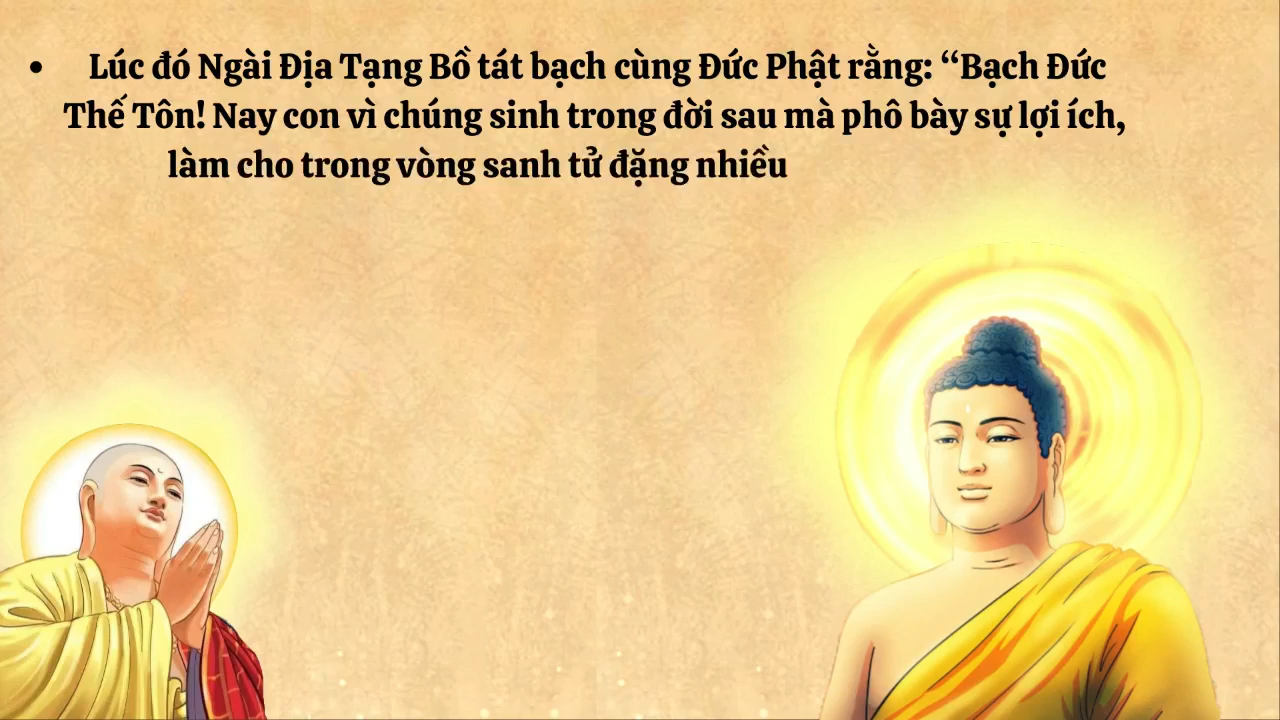 • Lúc đó Ngài Địa Tạng Bồ tát bạch cùng Đức Phật rằng: “Bạch Đức
Thế Tôn! Nay con vì chúng sinh trong đời sau mà phô bày sự lợi ích,
làm cho trong vòng sanh tử đặng nhiều